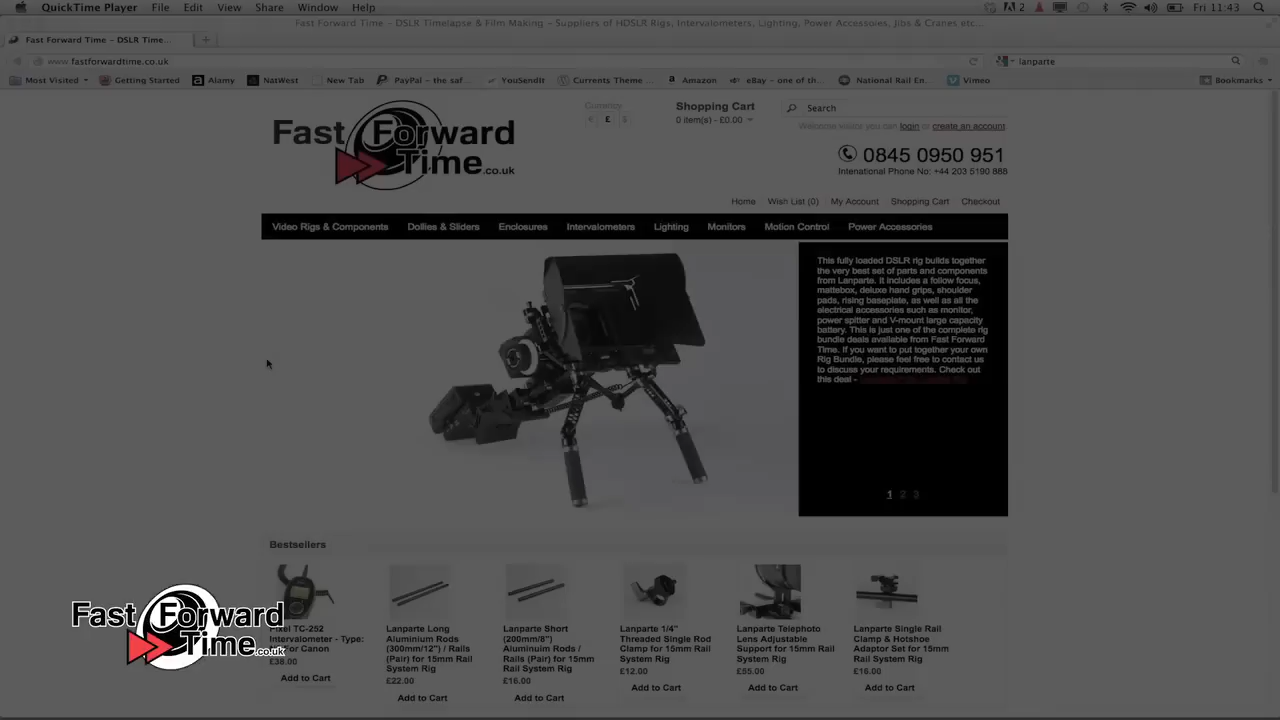 QuickTime Player File Edit View Share Window Help
2 Fri 11:43
Fast Forward Time – DSLR Timelapse & Film Making – Suppliers of HDSLR Rigs, Intervalometers, Lighting, Power Accessoies, Jibs & Cranes etc...
Fast Forward Time – DSLR Time... +
www.fastforwardtime.co.uk
lanparte
Most Visited Getting Started Alamy NatWest New Tab PayPal – the saf... YouSendIt Currents Theme ... Amazon eBay – one of th... National Rail En... Vimeo Bookmarks
Fast Forward
Time.co.uk
Currency
€ £ $
Shopping Cart
0 item(s) - £0.00
Search
Welcome visitor you can login or create an account.
0845 0950 951
Intenational Phone No: +44 203 5190 888
Home Wish List (0) My Account Shopping Cart Checkout
Video Rigs & Components Dollies & Sliders Enclosures Intervalometers Lighting Monitors Motion Control Power Accessories
This fully loaded DSLR rig builds together
the very best set of parts and components
from Lanparte. It includes a follow focus,
mattebox, deluxe hand grips, shoulder
pads, rising baseplate, as well as all the
electrical accessories such as monitor,
power spitter and V-mount large capacity
battery. This is just one of the complete rig
bundle deals available from Fast Forward
Time. If you want to put together your own
Rig Bundle, please feel free to contact us
to discuss your requirements. Check out
this deal -
1 2 3
Bestsellers
Pixel TC-252
Intervalometer - Type:
for Canon
£38.00
Add to Cart
Lanparte Long
Aluminium Rods
(300mm/12") / Rails
(Pair) for 15mm Rail
System Rig
£22.00
Add to Cart
Lanparte Short
(200mm/8")
Aluminuim Rods /
Rails (Pair) for 15mm
Rail System Rig
£16.00
Add to Cart
Lanparte 1/4"
Threaded Single Rod
Clamp for 15mm Rail
System Rig
£12.00
Add to Cart
Lanparte Telephoto
Lens Adjustable
Support for 15mm Rail
System Rig
£55.00
Add to Cart
Lanparte Single Rail
Clamp & Hotshoe
Adaptor Set for 15mm
Rail System Rig
£16.00
Add to Cart
Fast Forward
Time.co.uk